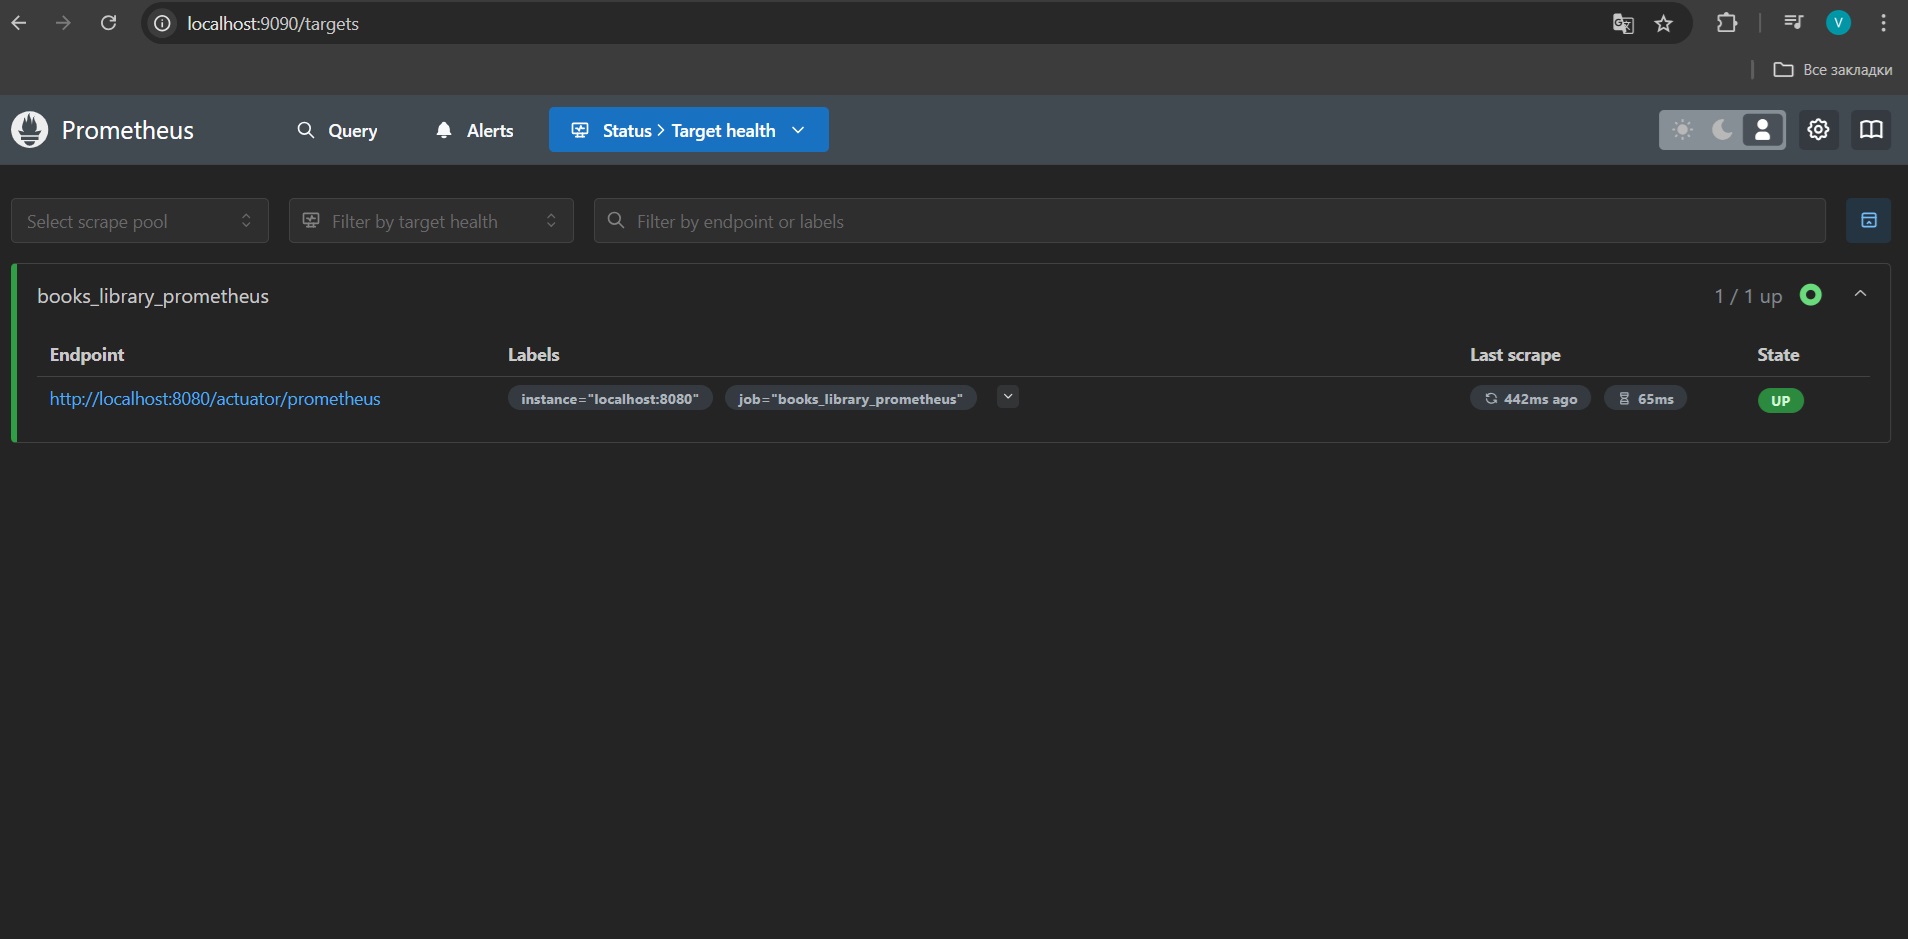 localhost:9090/targets
V
Все закладки
Prometheus
Query
Alerts
Status > Target health
Select scrape pool
Filter by target health
Filter by endpoint or labels
books_library_prometheus
1 / 1 up
Endpoint Labels Last scrape State
http://localhost:8080/actuator/prometheus instance="localhost:8080" job="books_library_prometheus" 442ms ago 65ms UP